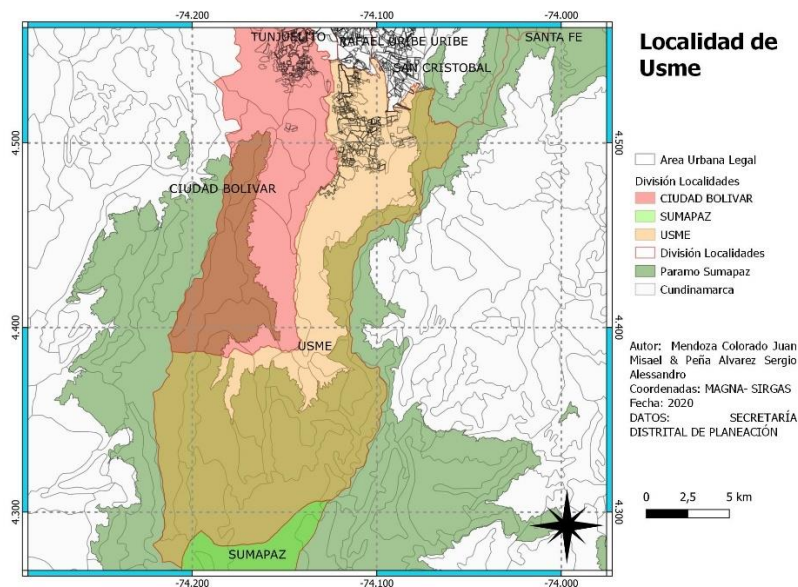 -74.200 -74.100 -74.000
TUNJUELITO RAFAEL URIBE URIBE SANTA FE
SAN CRISTOBAL
4.500 4.500
CIUDAD BOLIVAR
4.400 4.400
USME
4.300 4.300
SUMAPAZ
-74.200 -74.100 -74.000
Localidad de
Usme
Area Urbana Legal
División Localidades
CIUDAD BOLIVAR
SUMAPAZ
USME
División Localidades
Paramo Sumapaz
Cundinamarca
Autor: Mendoza Colorado Juan
Misael & Peña Alvarez Sergio
Alessandro
Coordenadas: MAGNA- SIRGAS
Fecha: 2020
DATOS: SECRETARÍA
DISTRITAL DE PLANEACIÓN
0 2,5 5 km